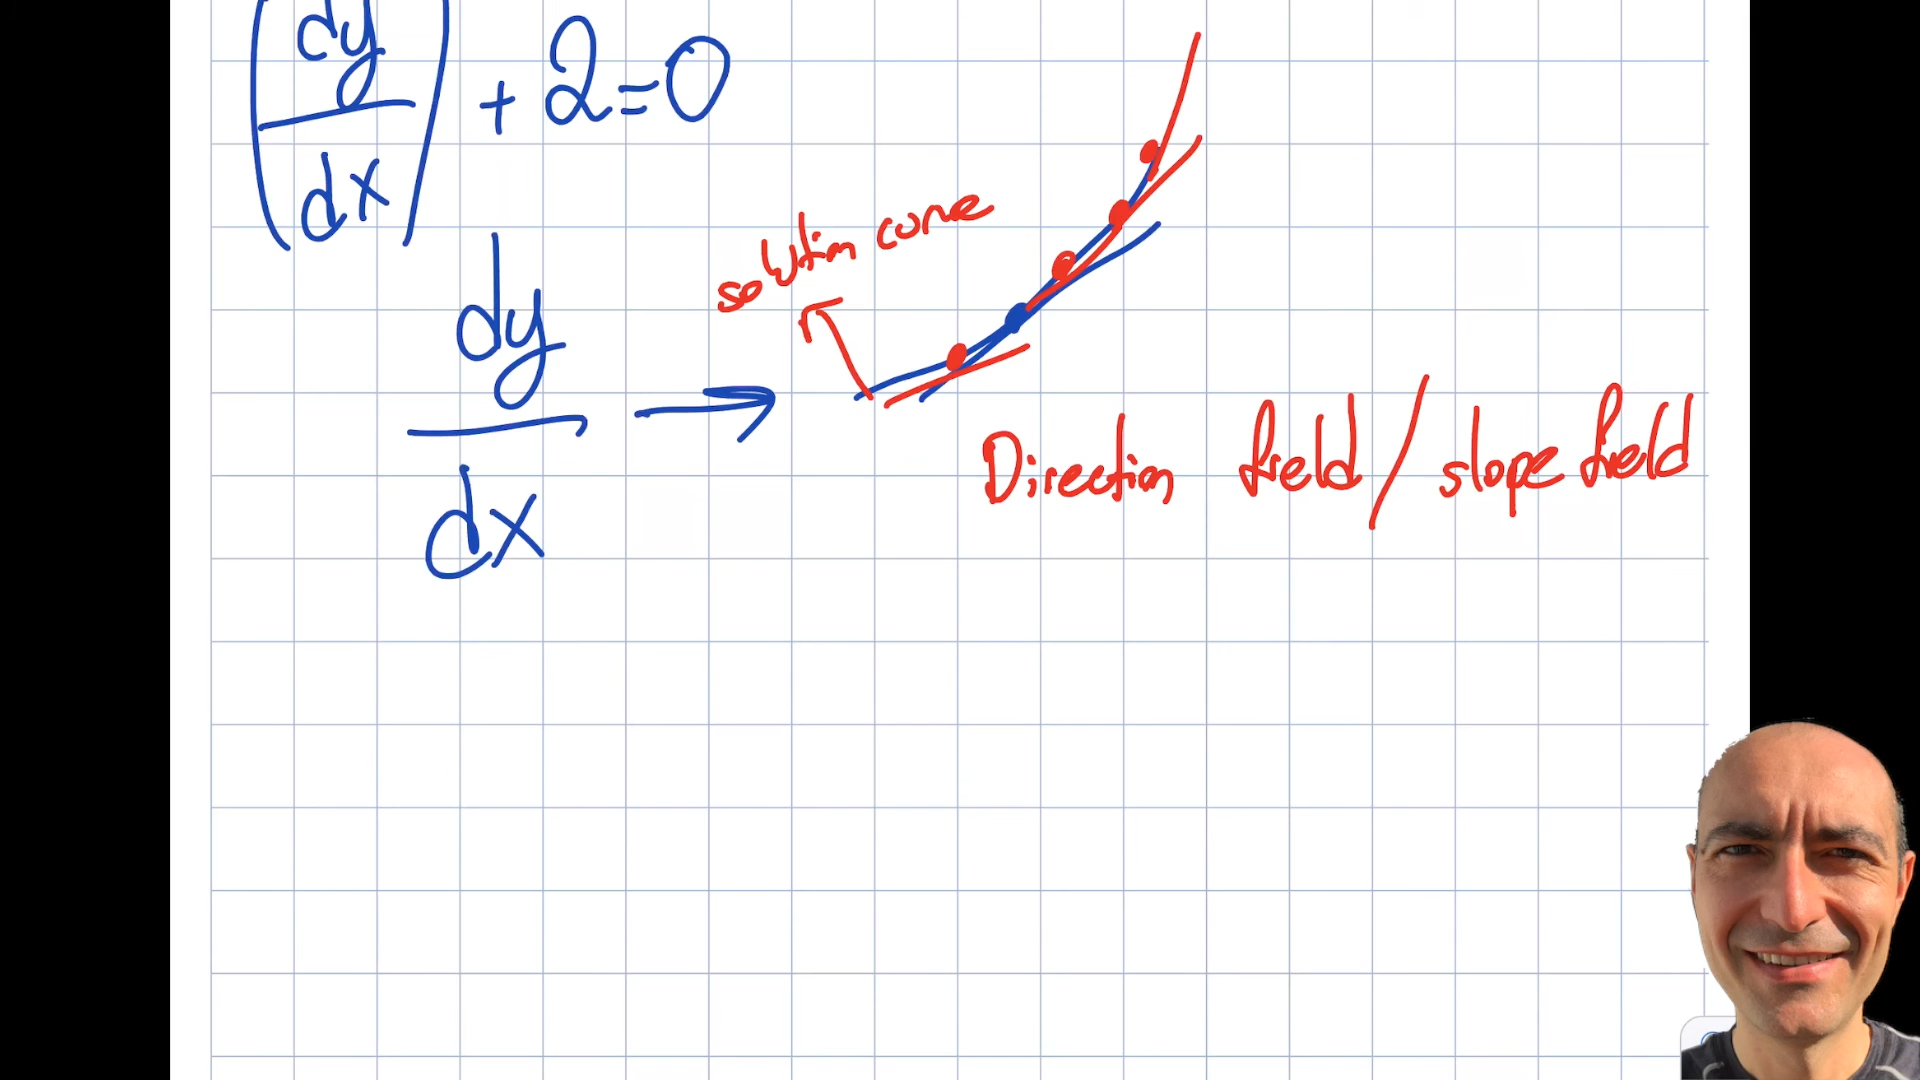 (dy/dx) + 2 = 0
solution curve
dy/dx →
Direction field / slope field